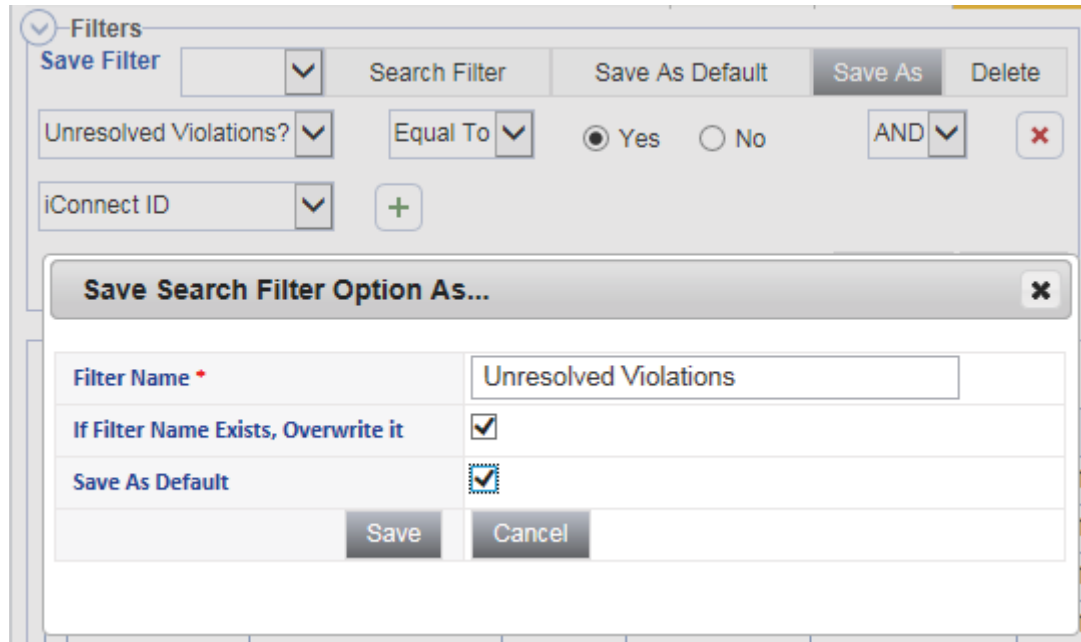 Filters
Save Filter Search Filter Save As Default Save As Delete
Unresolved Violations? Equal To Yes No AND
iConnect ID
Save Search Filter Option As...
Filter Name *
Unresolved Violations
If Filter Name Exists, Overwrite it
Save As Default
Save Cancel